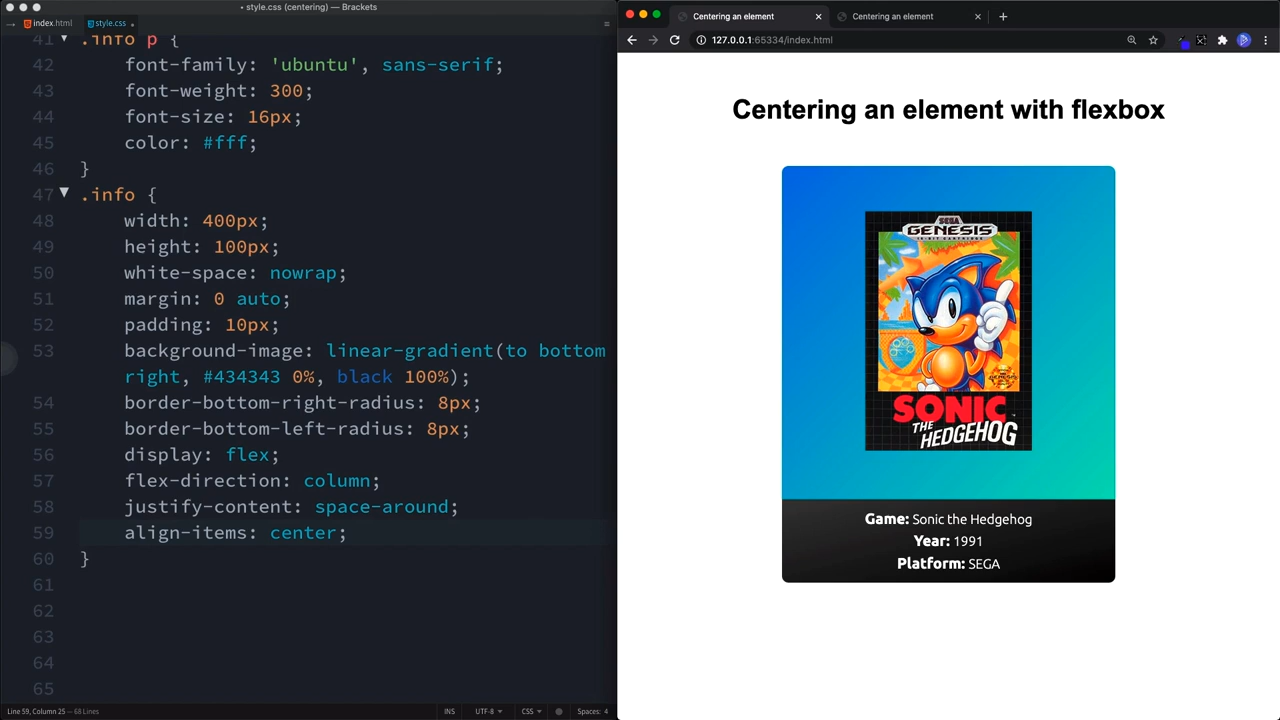 • style.css (centering) — Brackets
index.html
style.css •
41 .info p {
42 font-family: 'ubuntu', sans-serif;
43 font-weight: 300;
44 font-size: 16px;
45 color: #fff;
46 }
47 .info {
48 width: 400px;
49 height: 100px;
50 white-space: nowrap;
51 margin: 0 auto;
52 padding: 10px;
53 background-image: linear-gradient(to bottom
right, #434343 0%, black 100%);
54 border-bottom-right-radius: 8px;
55 border-bottom-left-radius: 8px;
56 display: flex;
57 flex-direction: column;
58 justify-content: space-around;
59 align-items: center;
60 }
61
62
63
64
65
Line 59, Column 25 — 68 Lines
INS UTF-8 CSS Spaces: 4
Centering an element
Centering an element
127.0.0.1:65334/index.html
Centering an element with flexbox
SEGA
GENESIS
SONIC
THE
HEDGEHOG
Game: Sonic the Hedgehog
Year: 1991
Platform: SEGA